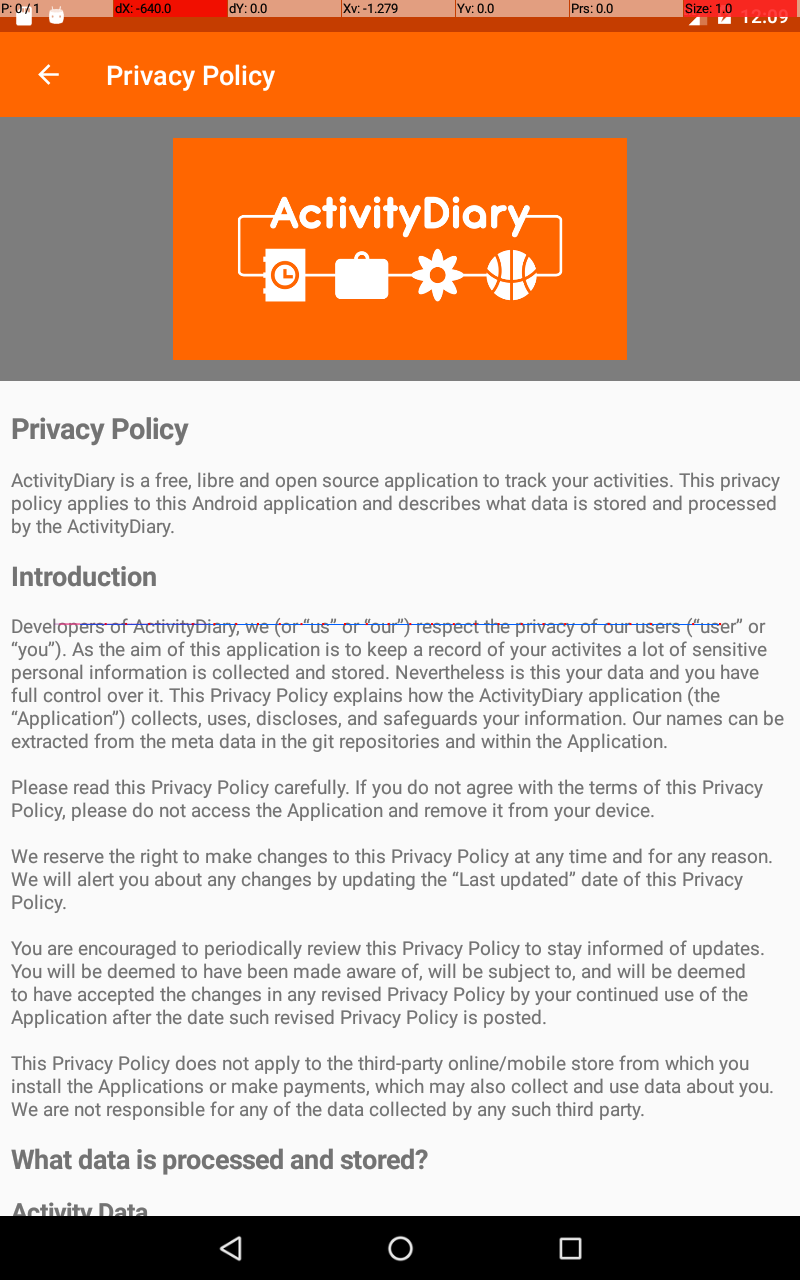 P: 0 / 1 dX: -640.0 dY: 0.0 Xv: -1.279 Yv: 0.0 Prs: 0.0 Size: 1.0
12:09
Privacy Policy
ActivityDiary
Privacy Policy
ActivityDiary is a free, libre and open source application to track your activities. This privacy
policy applies to this Android application and describes what data is stored and processed
by the ActivityDiary.
Introduction
Developers of ActivityDiary, we (or “us” or “our”) respect the privacy of our users (“user” or
“you”). As the aim of this application is to keep a record of your activites a lot of sensitive
personal information is collected and stored. Nevertheless is this your data and you have
full control over it. This Privacy Policy explains how the ActivityDiary application (the
“Application”) collects, uses, discloses, and safeguards your information. Our names can be
extracted from the meta data in the git repositories and within the Application.
Please read this Privacy Policy carefully. If you do not agree with the terms of this Privacy
Policy, please do not access the Application and remove it from your device.
We reserve the right to make changes to this Privacy Policy at any time and for any reason.
We will alert you about any changes by updating the “Last updated” date of this Privacy
Policy.
You are encouraged to periodically review this Privacy Policy to stay informed of updates.
You will be deemed to have been made aware of, will be subject to, and will be deemed
to have accepted the changes in any revised Privacy Policy by your continued use of the
Application after the date such revised Privacy Policy is posted.
This Privacy Policy does not apply to the third-party online/mobile store from which you
install the Applications or make payments, which may also collect and use data about you.
We are not responsible for any of the data collected by any such third party.
What data is processed and stored?
Activity Data